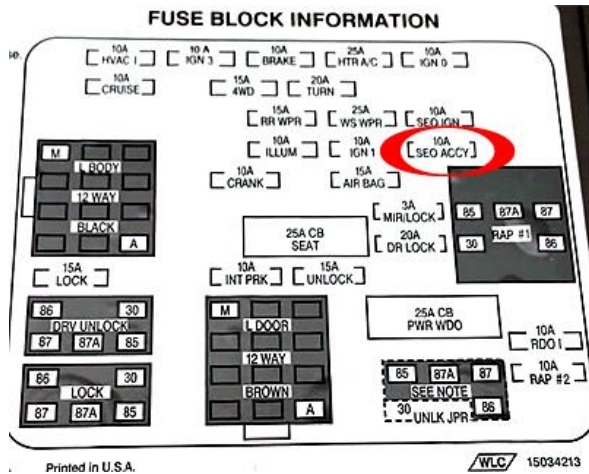 FUSE BLOCK INFORMATION
se.
10A HVAC I
10 A IGN 3
10A BRAKE
25A HTR A/C
10A IGN 0
10A CRUISE
15A 4WD
20A TURN
15A RR WPR
25A WS WPR
10A SEO IGN
10A ILLUM
10A IGN 1
10A SEO ACCY
10A CRANK
15A AIR BAG
M
L BODY
12 WAY
BLACK
A
3A MIR/LOCK
20A DR LOCK
85 87A 87
RAP #1
30 86
25A CB
SEAT
15A LOCK
10A INT PRK
15A UNLOCK
86 30
DRV UNLOCK
87 87A 85
M
L DOOR
12 WAY
BROWN
A
25A CB
PWR WDO
10A RDO I
10A RAP #2
86 30
LOCK
87 87A 85
85 87A 87
SEE NOTE
30 86
UNLK JPR
Printed in U.S.A.
WLC 15034213